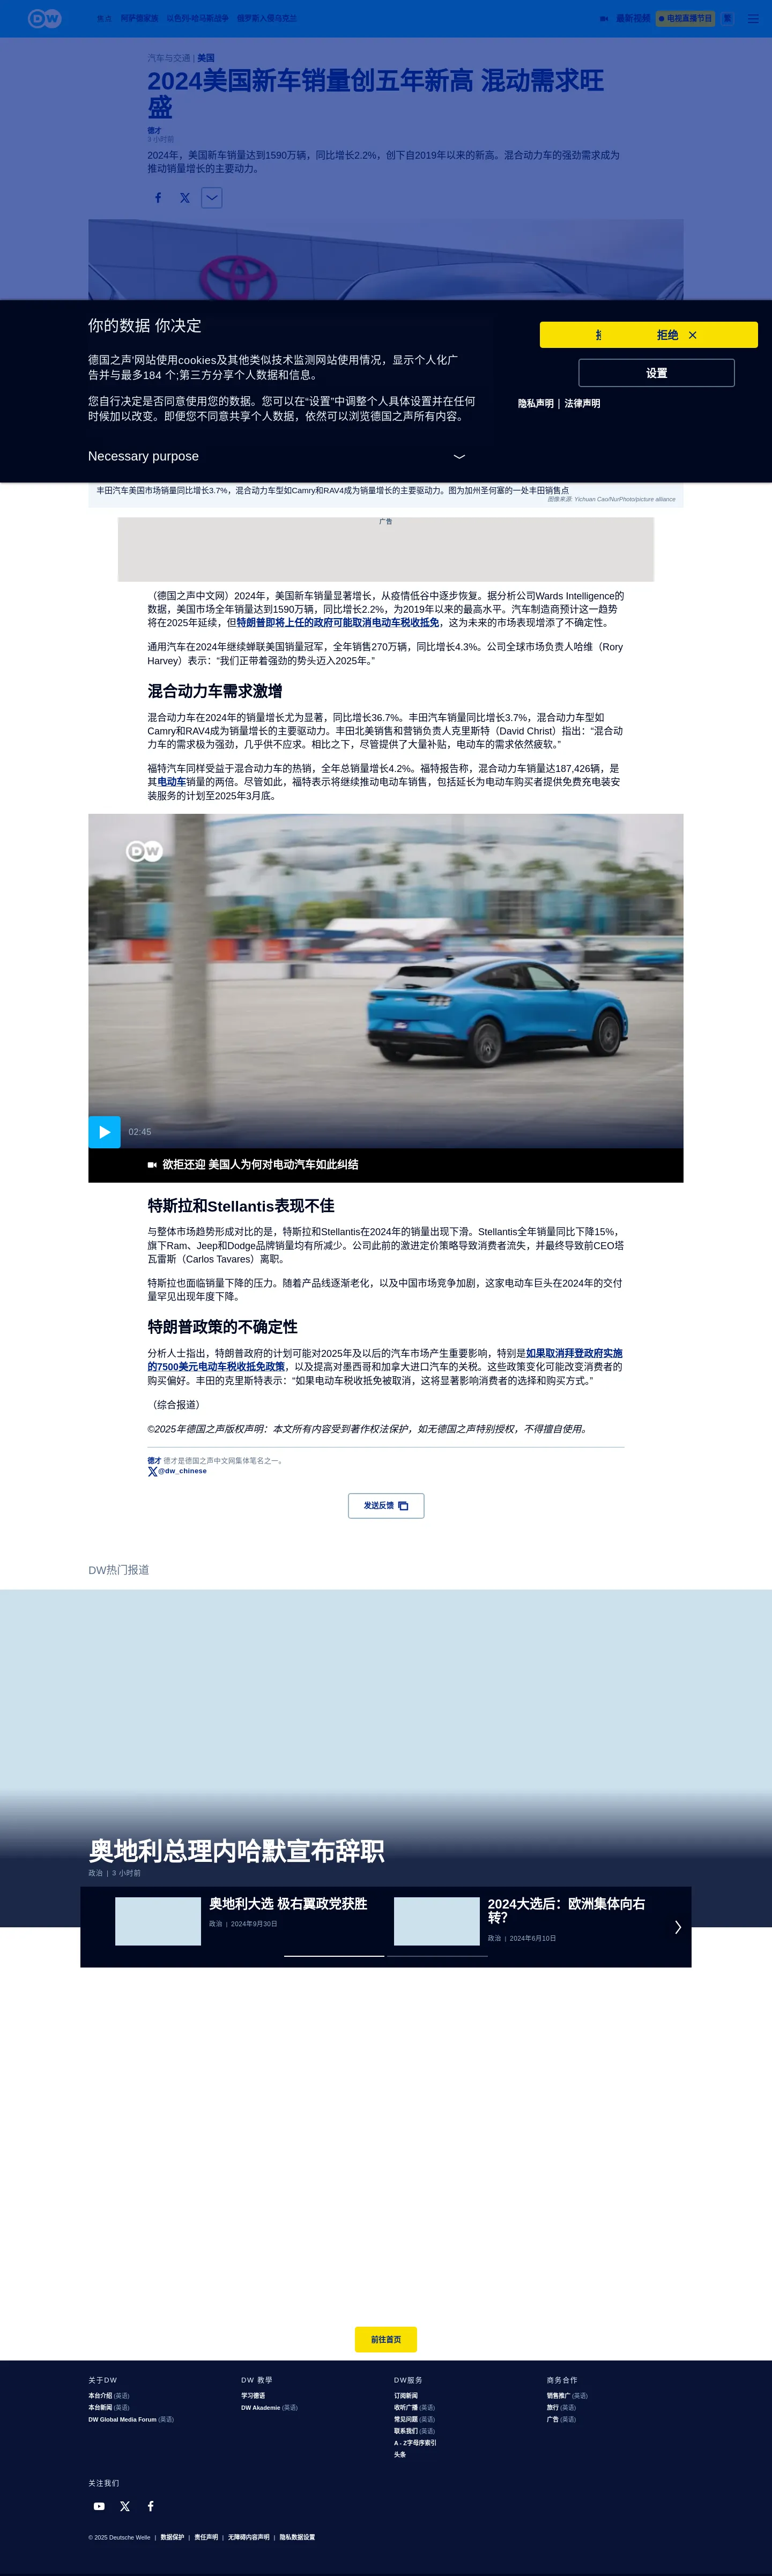 DW
焦点 柯萨儒家族 以色列-哈马斯战争 俄罗斯入侵乌克兰
最新视频 电视直播节目 繁
汽车与交通 | 美国
2024美国新车销量创五年新高 混动需求旺
盛
德才
3 小时前
2024年，美国新车销量达到1590万辆，同比增长2.2%，创下自2019年以来的新高。混合动力车的强劲需求成为
推动销量增长的主要动力。
你的数据 你决定
拒绝
设置
德国之声'网站使用cookies及其他类似技术监测网站使用情况，显示个人化广
告并与最多184 个;第三方分享个人数据和信息。
您自行决定是否同意使用您的数据。您可以在“设置”中调整个人具体设置并在任何
时候加以改变。即便您不同意共享个人数据，依然可以浏览德国之声所有内容。
隐私声明 | 法律声明
Necessary purpose
丰田汽车美国市场销量同比增长3.7%，混合动力车型如Camry和RAV4成为销量增长的主要驱动力。图为加州圣何塞的一处丰田销售点
图像来源: Yichuan Cao/NurPhoto/picture alliance
广告
（德国之声中文网）2024年，美国新车销量显著增长，从疫情低谷中逐步恢复。据分析公司Wards Intelligence的
数据，美国市场全年销量达到1590万辆，同比增长2.2%，为2019年以来的最高水平。汽车制造商预计这一趋势
将在2025年延续，但特朗普即将上任的政府可能取消电动车税收抵免，这为未来的市场表现增添了不确定性。
通用汽车在2024年继续蝉联美国销量冠军，全年销售270万辆，同比增长4.3%。公司全球市场负责人哈维（Rory
Harvey）表示：“我们正带着强劲的势头迈入2025年。”
混合动力车需求激增
混合动力车在2024年的销量增长尤为显著，同比增长36.7%。丰田汽车销量同比增长3.7%，混合动力车型如
Camry和RAV4成为销量增长的主要驱动力。丰田北美销售和营销负责人克里斯特（David Christ）指出：“混合动
力车的需求极为强劲，几乎供不应求。相比之下，尽管提供了大量补贴，电动车的需求依然疲软。”
福特汽车同样受益于混合动力车的热销，全年总销量增长4.2%。福特报告称，混合动力车销量达187,426辆，是
其电动车销量的两倍。尽管如此，福特表示将继续推动电动车销售，包括延长为电动车购买者提供免费充电装安
装服务的计划至2025年3月底。
DW
02:45
欲拒还迎 美国人为何对电动汽车如此纠结
特斯拉和Stellantis表现不佳
与整体市场趋势形成对比的是，特斯拉和Stellantis在2024年的销量出现下滑。Stellantis全年销量同比下降15%，
旗下Ram、Jeep和Dodge品牌销量均有所减少。公司此前的激进定价策略导致消费者流失，并最终导致前CEO塔
瓦雷斯（Carlos Tavares）离职。
特斯拉也面临销量下降的压力。随着产品线逐渐老化，以及中国市场竞争加剧，这家电动车巨头在2024年的交付
量罕见出现年度下降。
特朗普政策的不确定性
分析人士指出，特朗普政府的计划可能对2025年及以后的汽车市场产生重要影响，特别是如果取消拜登政府实施
的7500美元电动车税收抵免政策，以及提高对墨西哥和加拿大进口汽车的关税。这些政策变化可能改变消费者的
购买偏好。丰田的克里斯特表示：“如果电动车税收抵免被取消，这将显著影响消费者的选择和购买方式。”
（综合报道）
©2025年德国之声版权声明：本文所有内容受到著作权法保护，如无德国之声特别授权，不得擅自使用。
德才 德才是德国之声中文网集体笔名之一。
@dw_chinese
发送反馈
DW热门报道
奥地利总理内哈默宣布辞职
政治 | 3 小时前
奥地利大选 极右翼政党获胜
政治 | 2024年9月30日
2024大选后：欧洲集体向右
转？
政治 | 2024年6月10日
前往首页
关于DW
本台介绍 (英语)
本台新闻 (英语)
DW Global Media Forum (英语)
DW 教學
学习德语
DW Akademie (英语)
DW服务
订阅新闻
收听广播 (英语)
常见问题 (英语)
联系我们 (英语)
A - Z字母序索引
头条
商务合作
销售推广 (英语)
旅行 (英语)
广告 (英语)
关注我们
© 2025 Deutsche Welle | 数据保护 | 责任声明 | 无障碍内容声明 | 隐私数据设置